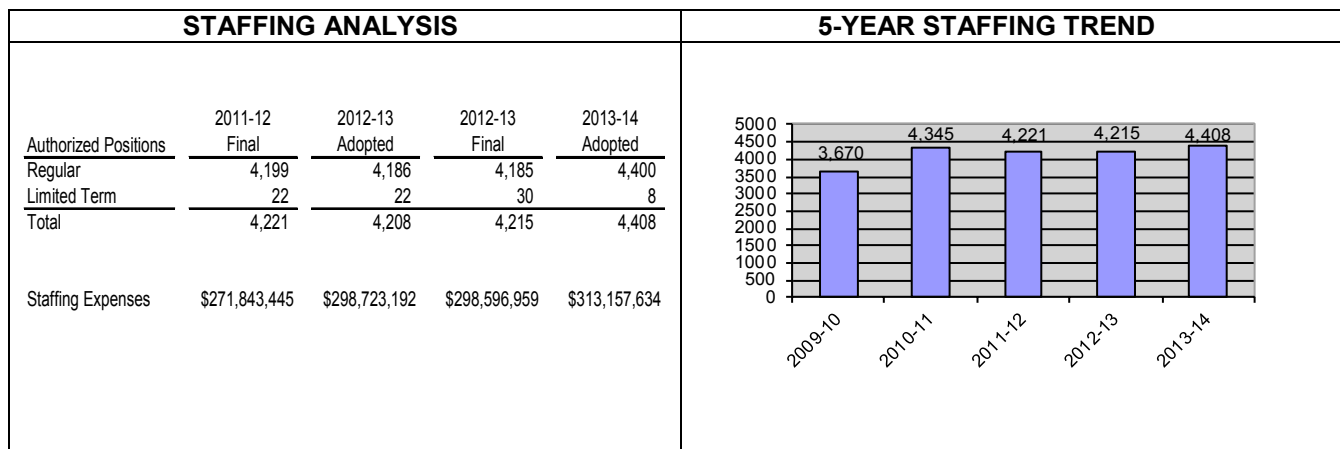 STAFFING ANALYSIS
2011-12 2012-13 2012-13 2013-14
Authorized Positions Final Adopted Final Adopted
Regular 4,199 4,186 4,185 4,400
Limited Term 22 22 30 8
Total 4,221 4,208 4,215 4,408
Staffing Expenses $271,843,445 $298,723,192 $298,596,959 $313,157,634
5-YEAR STAFFING TREND
5000
4500
4000
3500
3000
2500
2000
1500
1000
500
0
3,670 4,345 4,221 4,215 4,408
2009-10 2010-11 2011-12 2012-13 2013-14